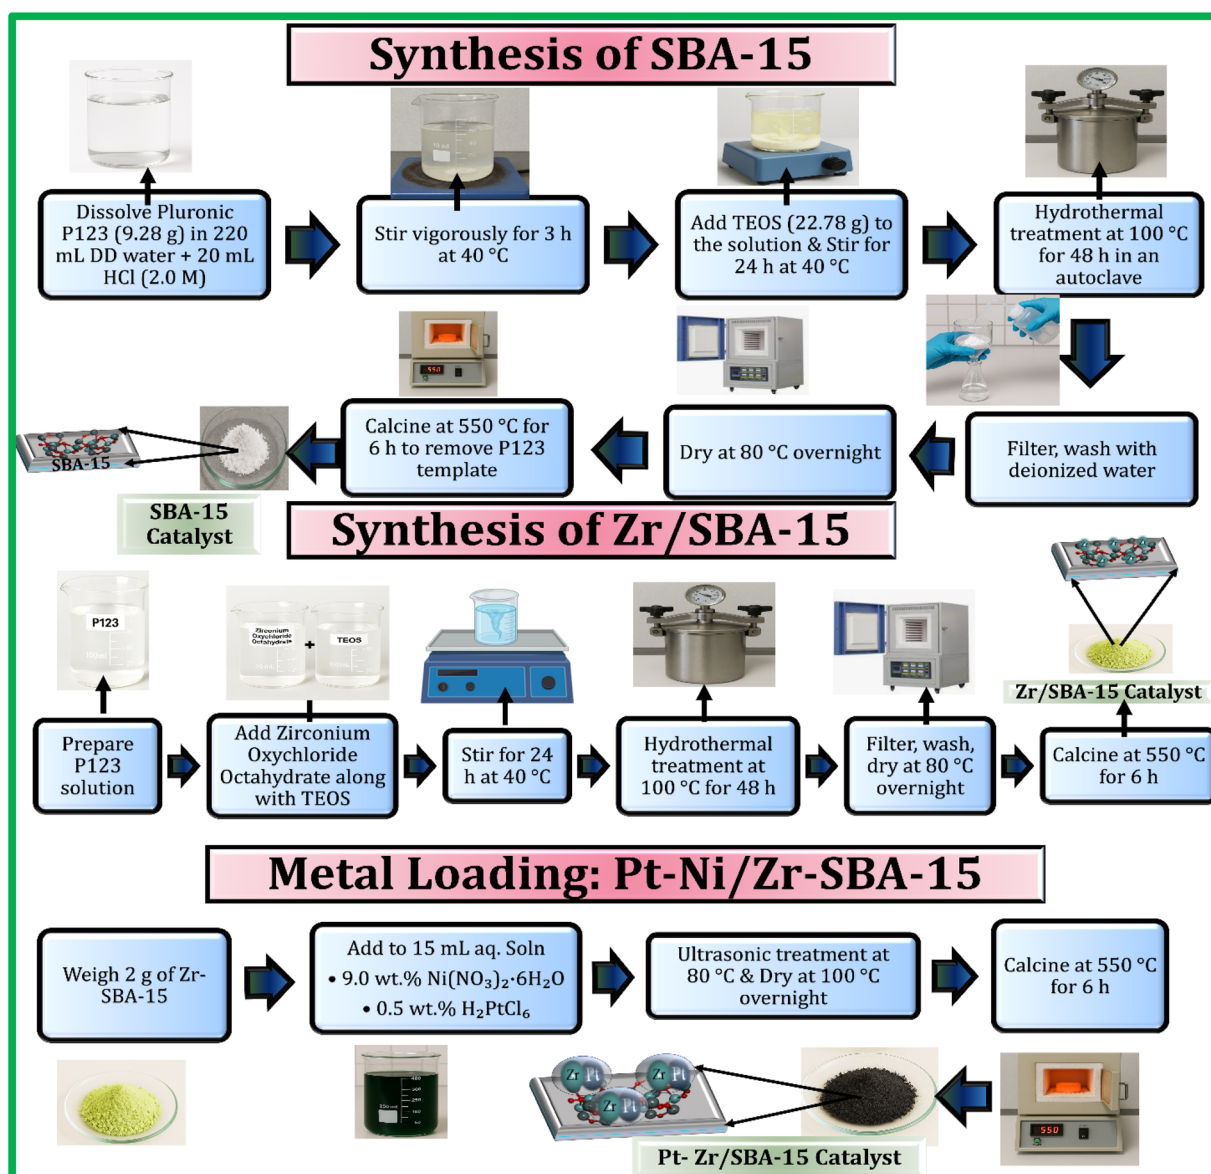 Synthesis of SBA-15
Dissolve Pluronic
P123 (9.28 g) in 220
mL DD water + 20 mL
HCl (2.0 M)
Stir vigorously for 3 h
at 40 °C
Add TEOS (22.78 g) to
the solution & Stir for
24 h at 40 °C
Hydrothermal
treatment at 100 °C
for 48 h in an
autoclave
Filter, wash with
deionized water
Dry at 80 °C overnight
550
Calcine at 550 °C for
6 h to remove P123
template
SBA-15
SBA-15
Catalyst
Synthesis of Zr/SBA-15
P123
Prepare
P123
solution
Zirconium
Oxychloride
Octahydrate
+
TEOS
Add Zirconium
Oxychloride
Octahydrate along
with TEOS
Stir for 24
h at 40 °C
Hydrothermal
treatment at
100 °C for 48 h
Filter, wash,
dry at 80 °C
overnight
Zr/SBA-15 Catalyst
Calcine at 550 °C
for 6 h
Metal Loading: Pt-Ni/Zr-SBA-15
Weigh 2 g of Zr-
SBA-15
Add to 15 mL aq. Soln
• 9.0 wt.% Ni(NO₃)₂·6H₂O
• 0.5 wt.% H₂PtCl₆
Ultrasonic treatment at
80 °C & Dry at 100 °C
overnight
Calcine at 550 °C
for 6 h
Zr Pt
Zr Pt
Zr Pt
550
Pt- Zr/SBA-15 Catalyst